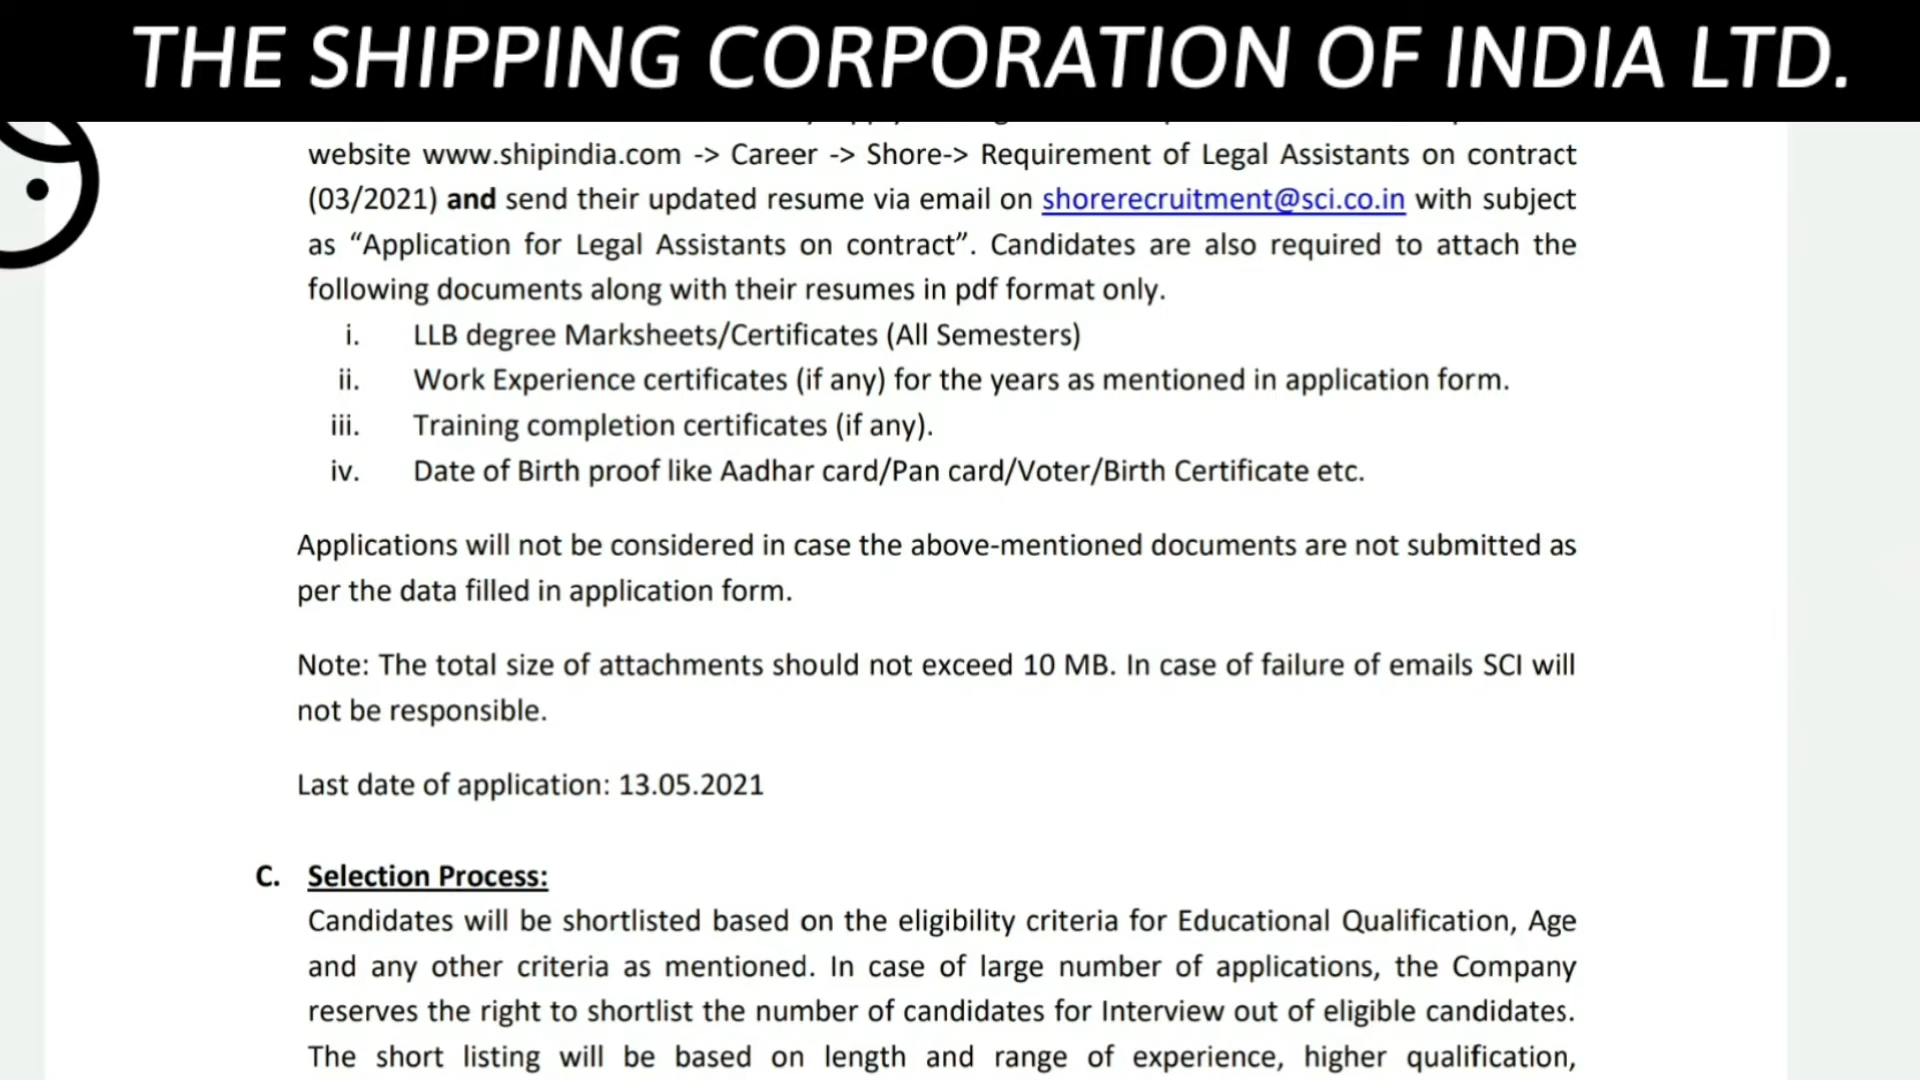 THE SHIPPING CORPORATION OF INDIA LTD.
website www.shipindia.com -> Career -> Shore-> Requirement of Legal Assistants on contract
(03/2021) and send their updated resume via email on shorerecruitment@sci.co.in with subject
as “Application for Legal Assistants on contract”. Candidates are also required to attach the
following documents along with their resumes in pdf format only.
i. LLB degree Marksheets/Certificates (All Semesters)
ii. Work Experience certificates (if any) for the years as mentioned in application form.
iii. Training completion certificates (if any).
iv. Date of Birth proof like Aadhar card/Pan card/Voter/Birth Certificate etc.
Applications will not be considered in case the above-mentioned documents are not submitted as
per the data filled in application form.
Note: The total size of attachments should not exceed 10 MB. In case of failure of emails SCI will
not be responsible.
Last date of application: 13.05.2021
C. Selection Process:
Candidates will be shortlisted based on the eligibility criteria for Educational Qualification, Age
and any other criteria as mentioned. In case of large number of applications, the Company
reserves the right to shortlist the number of candidates for Interview out of eligible candidates.
The short listing will be based on length and range of experience, higher qualification,